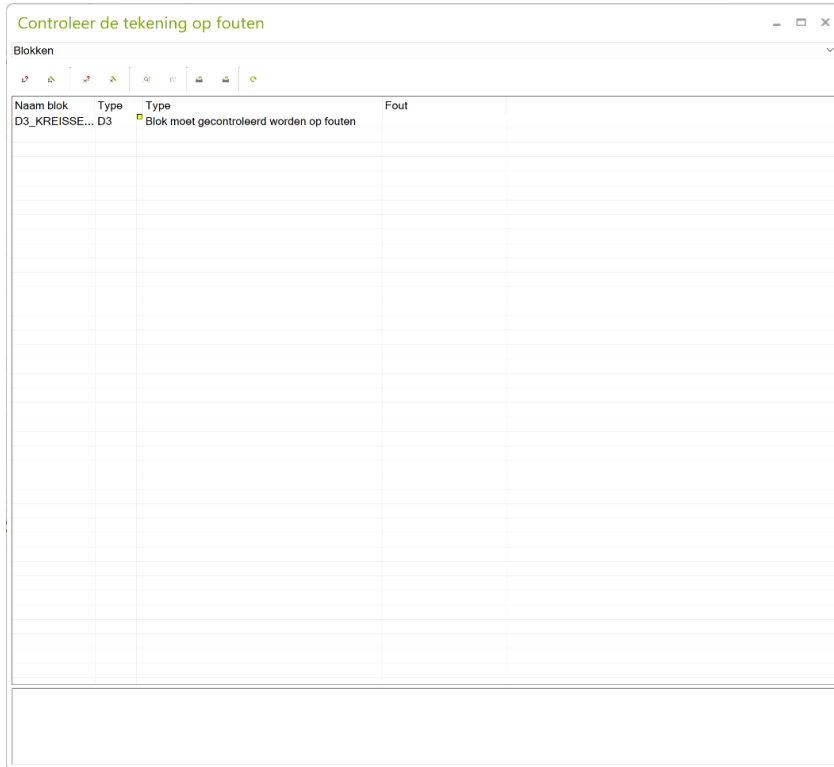 Controleer de tekening op fouten
Blokken
Naam blok Type Type Fout
D3_KREISSE... D3 Blok moet gecontroleerd worden op fouten